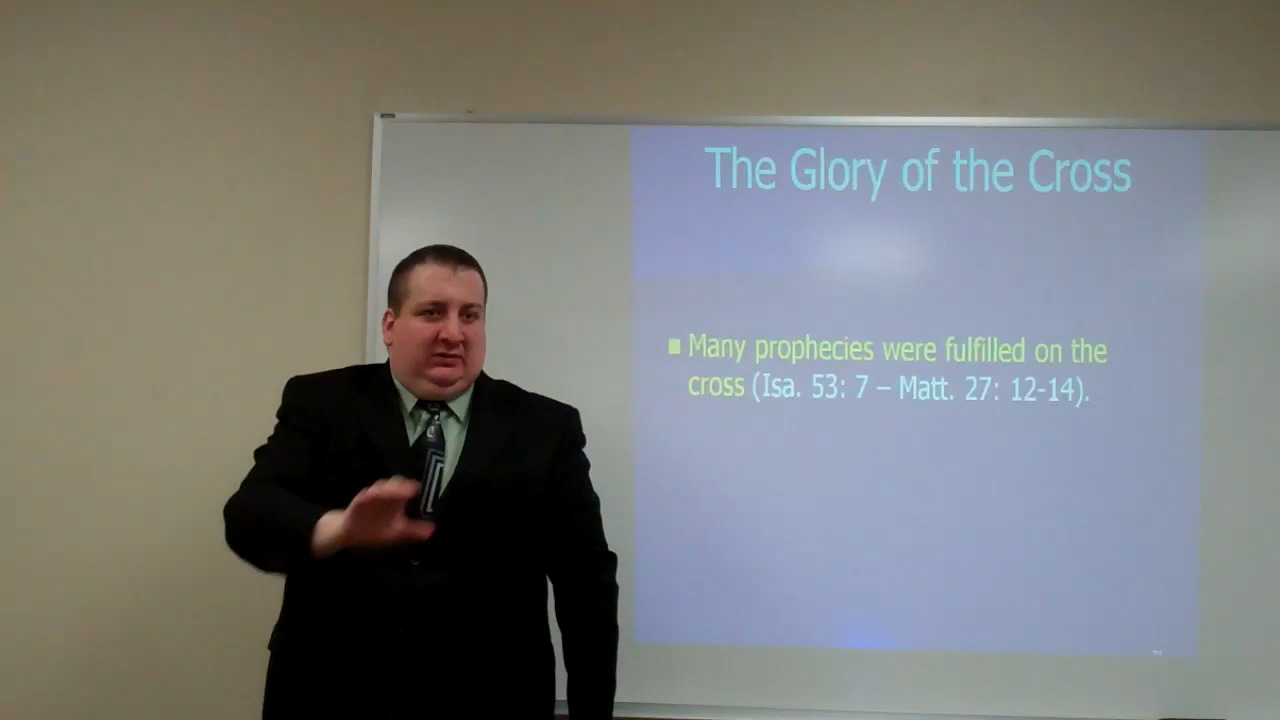 The Glory of the Cross
Many prophecies were fulfilled on the
cross (Isa. 53: 7 – Matt. 27: 12-14).